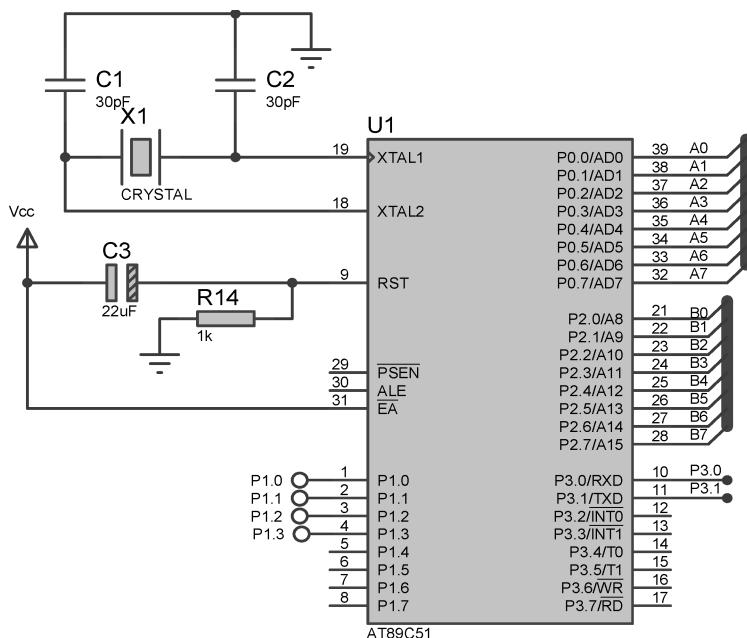 C1
30pF
C2
30pF
X1
CRYSTAL
Vcc
C3
22uF
R14
1k
U1
19 XTAL1
18 XTAL2
9 RST
29 PSEN
30 ALE
31 EA
P1.0 1 P1.0
P1.1 2 P1.1
P1.2 3 P1.2
P1.3 4 P1.3
5 P1.4
6 P1.5
7 P1.6
8 P1.7
P0.0/AD0 39 A0
P0.1/AD1 38 A1
P0.2/AD2 37 A2
P0.3/AD3 36 A3
P0.4/AD4 35 A4
P0.5/AD5 34 A5
P0.6/AD6 33 A6
P0.7/AD7 32 A7
P2.0/A8 21 B0
P2.1/A9 22 B1
P2.2/A10 23 B2
P2.3/A11 24 B3
P2.4/A12 25 B4
P2.5/A13 26 B5
P2.6/A14 27 B6
P2.7/A15 28 B7
P3.0/RXD 10 P3.0
P3.1/TXD 11 P3.1
P3.2/INT0 12
P3.3/INT1 13
P3.4/T0 14
P3.5/T1 15
P3.6/WR 16
P3.7/RD 17
AT89C51